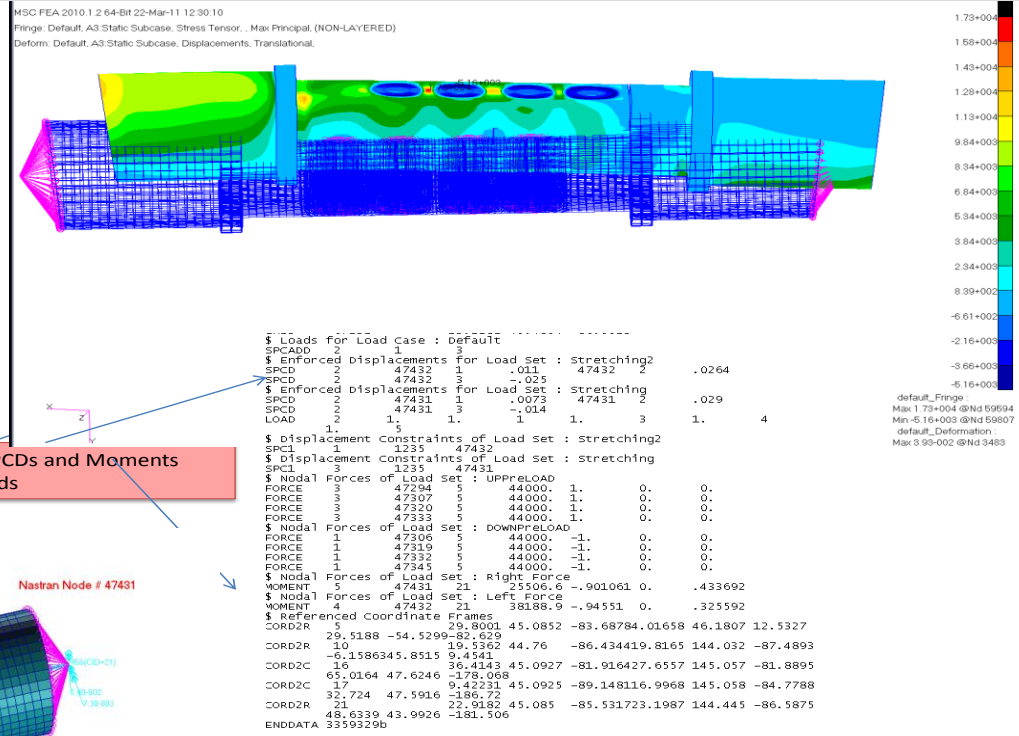 MSC FEA 2010.1.2 64-Bit 22-Mar-11 12:30:10
Fringe: Default, A3:Static Subcase, Stress Tensor, , Max Principal, (NON-LAYERED)
Deform: Default, A3:Static Subcase, Displacements, Translational,
1.73+004
1.58+004
1.43+004
1.28+004
1.13+004
9.84+003
8.34+003
6.84+003
5.34+003
3.84+003
2.34+003
8.39+002
-6.61+002
-2.16+003
-3.66+003
-5.16+003
default_Fringe :
Max 1.73+004 @Nd 59594
Min -5.16+003 @Nd 59807
default_Deformation :
Max 3.93-002 @Nd 3483
-5.16+003
X
Z
Y
PCDs and Moments
ds
$ Loads for Load Case : Default
SPCADD 2 1 3
$ Enforced Displacements for Load Set : Stretching2
SPCD 2 47432 1 .011 47432 2 .0264
SPCD 2 47432 3 -.025
$ Enforced Displacements for Load Set : Stretching
SPCD 2 47431 1 .0073 47431 2 .029
SPCD 2 47431 3 -.014
LOAD 2 1. 1. 1 1. 3 1. 4
1. 5
$ Displacement Constraints of Load Set : Stretching2
SPC1 1 1235 47432
$ Displacement Constraints of Load Set : Stretching
SPC1 3 1235 47431
$ Nodal Forces of Load Set : UPPreLOAD
FORCE 3 47294 5 44000. 1. 0. 0.
FORCE 3 47307 5 44000. 1. 0. 0.
FORCE 3 47320 5 44000. 1. 0. 0.
FORCE 3 47333 5 44000. 1. 0. 0.
$ Nodal Forces of Load Set : DOWNPreLOAD
FORCE 1 47306 5 44000. -1. 0. 0.
FORCE 1 47319 5 44000. -1. 0. 0.
FORCE 1 47332 5 44000. -1. 0. 0.
FORCE 1 47345 5 44000. -1. 0. 0.
$ Nodal Forces of Load Set : Right Force
MOMENT 5 47431 21 25506.6 -.901061 0. .433692
$ Nodal Forces of Load Set : Left Force
MOMENT 4 47432 21 38188.9 -.94551 0. .325592
$ Referenced Coordinate Frames
CORD2R 5 29.8001 45.0852 -83.68784.01658 46.1807 12.5327
29.5188 -54.5299-82.629
CORD2R 10 19.5362 44.76 -86.434419.8165 144.032 -87.4893
-6.1586345.8515 9.4541
CORD2C 16 36.4143 45.0927 -81.916427.6557 145.057 -81.8895
65.0164 47.6246 -178.068
CORD2C 17 9.42231 45.0925 -89.148116.9968 145.058 -84.7788
32.724 47.5916 -186.72
CORD2R 21 22.9182 45.085 -85.531723.1987 144.445 -86.5875
48.6339 43.9926 -181.506
ENDDATA 3359329b
Nastran Node # 47431